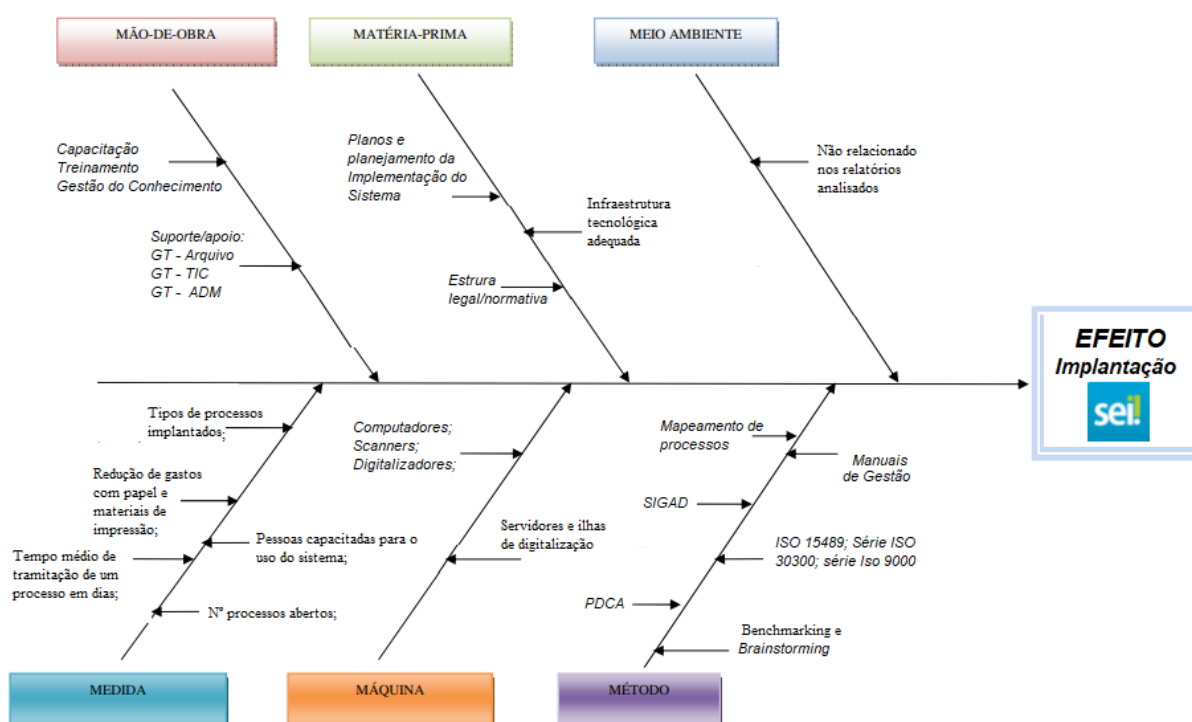 MÃO-DE-OBRA
MATÉRIA-PRIMA
MEIO AMBIENTE
Capacitação
Treinamento
Gestão do Conhecimento
Suporte/apoio:
GT - Arquivo
GT - TIC
GT - ADM
Planos e
planejamento da
Implementação do
Sistema
Infraestrutura
tecnológica
adequada
Estrura
legal/normativa
Não relacionado
nos relatórios
analisados
EFEITO
Implantação
sei!
Tipos de processos
implantados;
Redução de gastos
com papel e
materiais de
impressão;
Pessoas capacitadas para o
uso do sistema;
Tempo médio de
tramitação de um
processo em dias;
Nº processos abertos;
Computadores;
Scanners;
Digitalizadores;
Servidores e ilhas
de digitalização
Mapeamento de
processos
Manuais
de Gestão
SIGAD
ISO 15489; Série ISO
30300; série Iso 9000
PDCA
Benchmarking e
Brainstorming
MEDIDA
MÁQUINA
MÉTODO